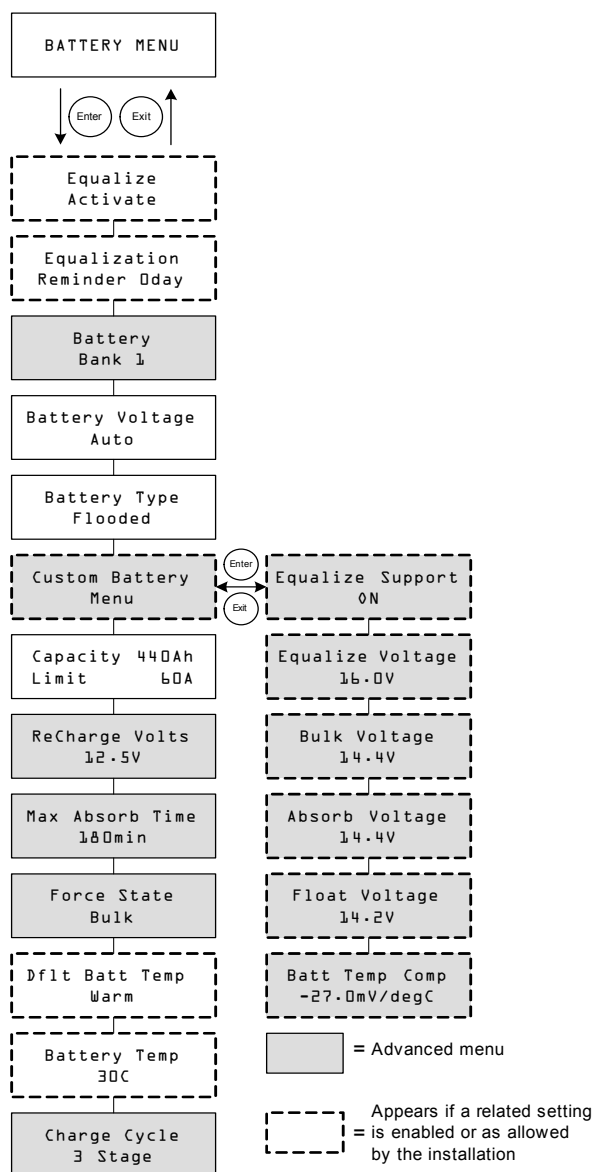 BATTERY MENU
Enter
Exit
Equalize
Activate
Equalization
Reminder 0day
Battery
Bank 1
Battery Voltage
Auto
Battery Type
Flooded
Custom Battery
Menu
Enter
Exit
Equalize Support
ON
Capacity 440Ah
Limit 60A
Equalize Voltage
16.0V
ReCharge Volts
12.5V
Bulk Voltage
14.4V
Max Absorb Time
180min
Absorb Voltage
14.4V
Force State
Bulk
Float Voltage
14.2V
Dflt Batt Temp
Warm
Batt Temp Comp
-27.0mV/degC
Battery Temp
30C
= Advanced menu
Charge Cycle
3 Stage
Appears if a related setting
= is enabled or as allowed
by the installation